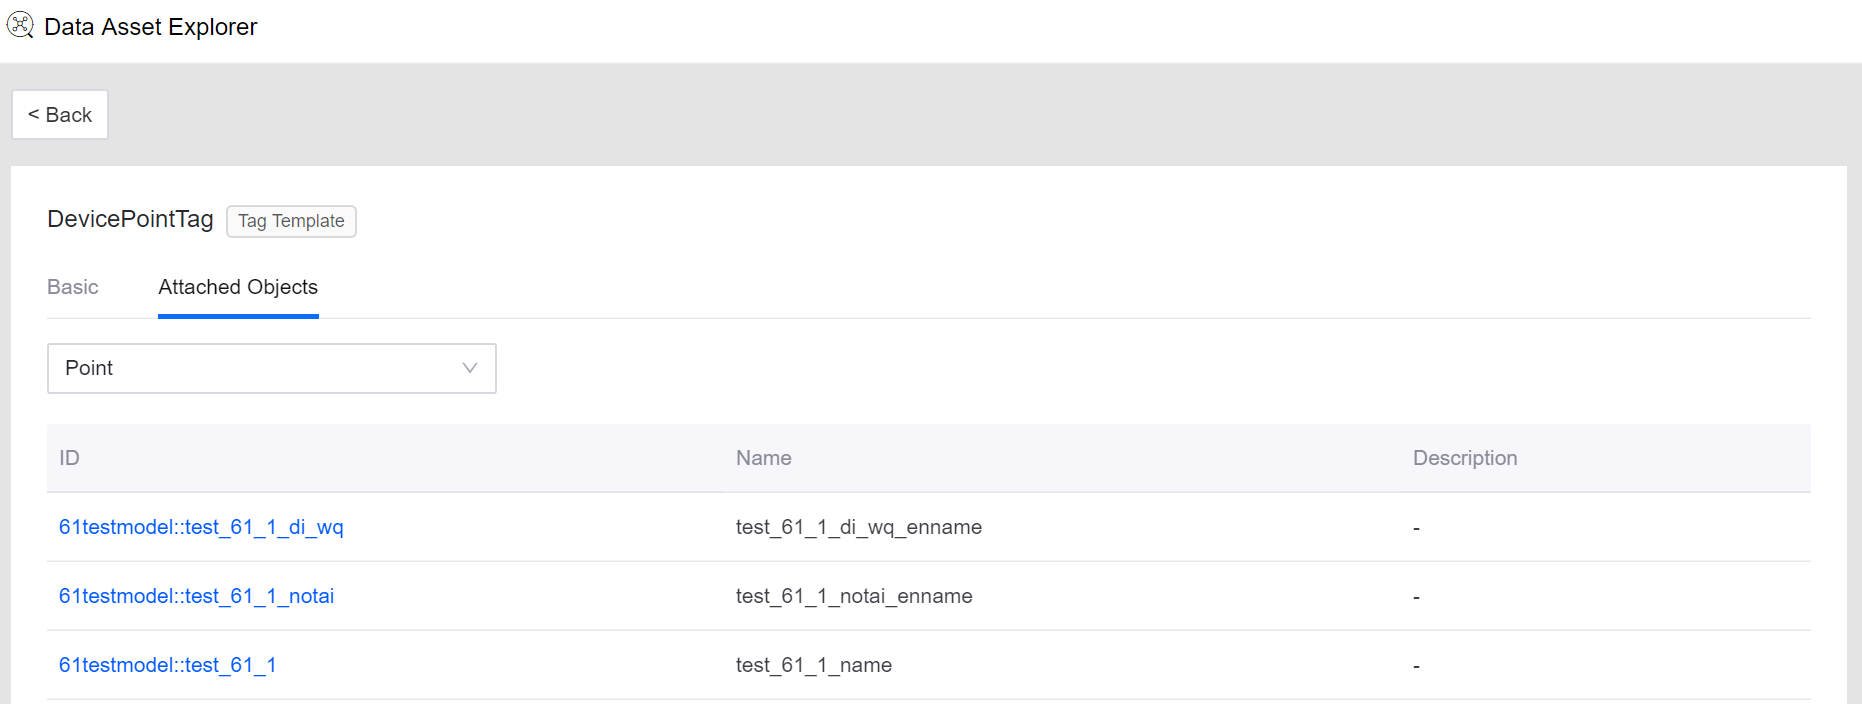 Data Asset Explorer
< Back
DevicePointTag Tag Template
Basic Attached Objects
Point
ID Name Description
61testmodel::test_61_1_di_wq test_61_1_di_wq_enname -
61testmodel::test_61_1_notai test_61_1_notai_enname -
61testmodel::test_61_1 test_61_1_name -